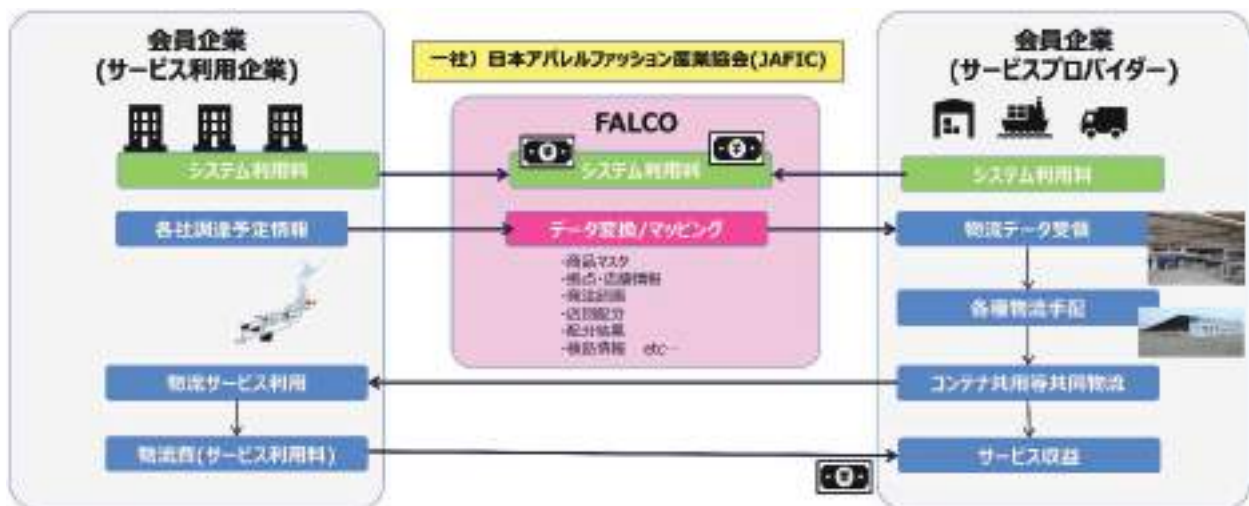 会員企業
(サービス利用企業)
システム利用料
各社調達予定情報
物流サービス利用
物流費(サービス利用料)
一社）日本アパレルファッション産業協会(JAFIC)
FALCO
システム利用料
データ変換/マッピング
・商品マスタ
・拠点・店舗情報
・発注計画
・店別配分
・配分結果
・検品情報 etc…
会員企業
(サービスプロバイダー)
システム利用料
物流データ受領
各種物流手配
コンテナ共用等共同物流
サービス収益